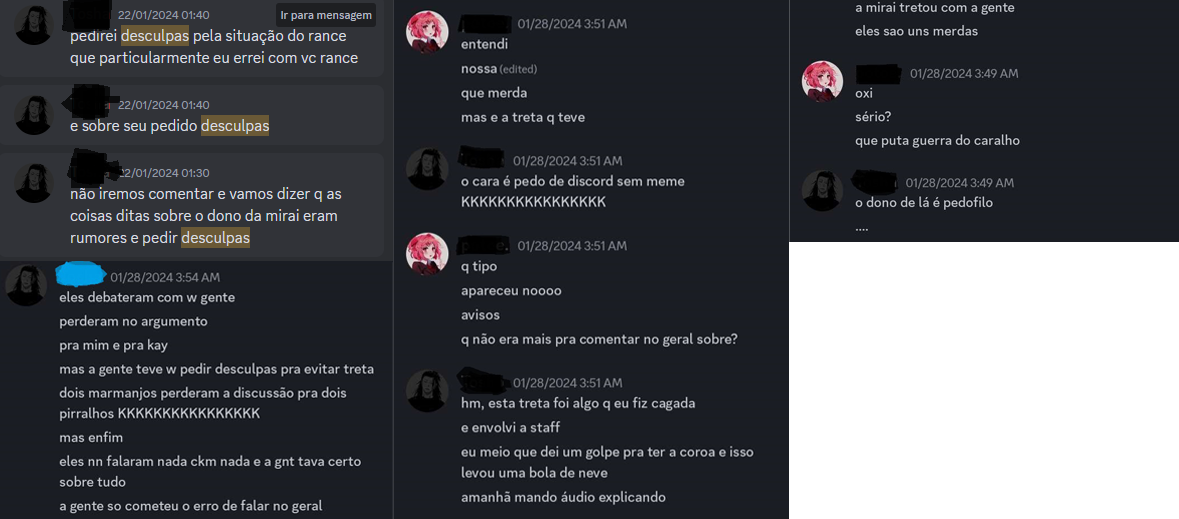 22/01/2024 01:40
Ir para mensagem
pedirei desculpas pela situação do rance
que particularmente eu errei com vc rance
22/01/2024 01:40
e sobre seu pedido desculpas
22/01/2024 01:30
não iremos comentar e vamos dizer q as
coisas ditas sobre o dono da mirai eram
rumores e pedir desculpas
01/28/2024 3:54 AM
eles debateram com w gente
perderam no argumento
pra mim e pra kay
mas a gente teve w pedir desculpas pra evitar treta
dois marmanjos perderam a discussão pra dois
pirralhos KKKKKKKKKKKKKKKK
mas enfim
eles nn falaram nada ckm nada e a gnt tava certo
sobre tudo
a gente so cometeu o erro de falar no geral
01/28/2024 3:51 AM
entendi
nossa (edited)
que merda
mas e a treta q teve
01/28/2024 3:51 AM
o cara é pedo de discord sem meme
KKKKKKKKKKKKKKKK
01/28/2024 3:51 AM
q tipo
apareceu noooo
avisos
q não era mais pra comentar no geral sobre?
01/28/2024 3:51 AM
hm, esta treta foi algo q eu fiz cagada
e envolvi a staff
eu meio que dei um golpe pra ter a coroa e isso
levou uma bola de neve
amanhã mando áudio explicando
a mirai tretou com a gente
eles sao uns merdas
01/28/2024 3:49 AM
oxi
sério?
que puta guerra do caralho
01/28/2024 3:49 AM
o dono de lá é pedofilo
....